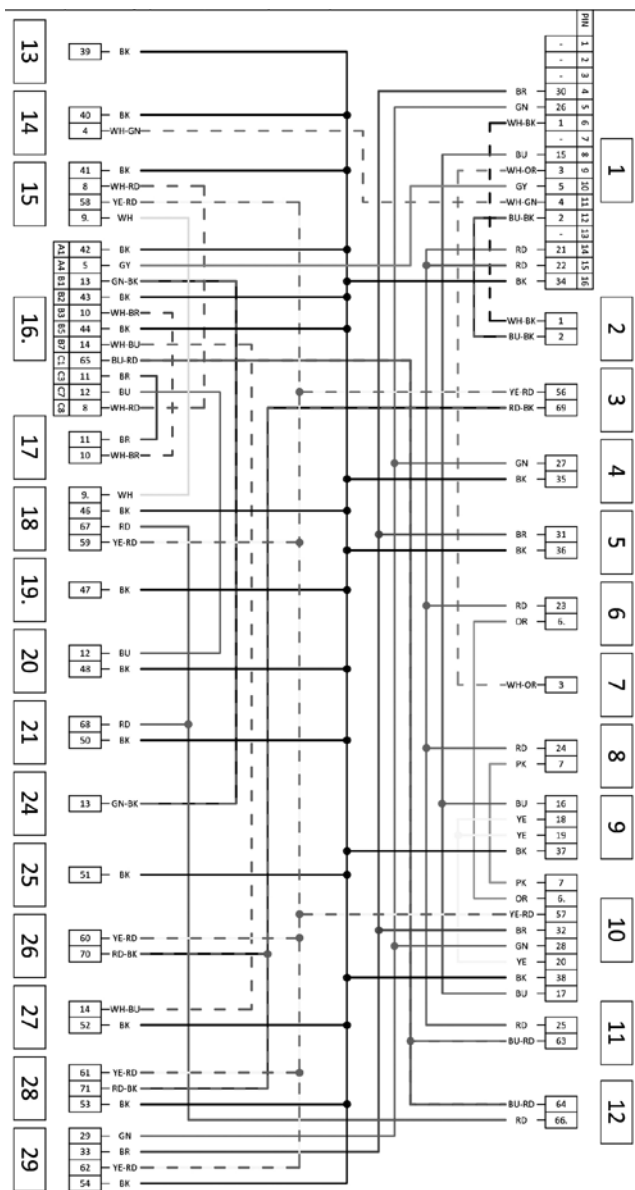 PIN
- 1
- 2
- 3
BR 30 4
GN 26 5
WH-BK 1 6
- 7
BU 15 8
WH-OR 3 9
GY 5 10
WH-GN 4 11
BU-BK 2 12
- 13
RD 21 14
RD 22 15
BK 34 16
1
WH-BK 1
BU-BK 2
2
YE-RD 56
RD-BK 69
3
GN 27
BK 35
4
BR 31
BK 36
5
RD 23
OR 6.
6
WH-OR 3
7
RD 24
PK 7
8
BU 16
YE 18
YE 19
BK 37
9
PK 7
OR 6.
YE-RD 57
BR 32
GN 28
YE 20
BK 38
BU 17
10
RD 25
BU-RD 63
11
BU-RD 64
RD 66.
12
13
39 BK
14
40 BK
4 WH-GN
15
41 BK
8 WH-RD
58 YE-RD
9. WH
16.
A1 42 BK
A4 5 GY
B1 13 GN-BK
B2 43 BK
B3 10 WH-BR
B5 44 BK
B7 14 WH-BU
C1 65 BU-RD
C3 11 BR
C7 12 BU
C8 8 WH-RD
17
11 BR
10 WH-BR
18
9. WH
46 BK
67 RD
59 YE-RD
19.
47 BK
20
12 BU
48 BK
21
68 RD
50 BK
24
13 GN-BK
25
51 BK
26
60 YE-RD
70 RD-BK
27
14 WH-BU
52 BK
28
61 YE-RD
71 RD-BK
53 BK
29
29 GN
33 BR
62 YE-RD
54 BK